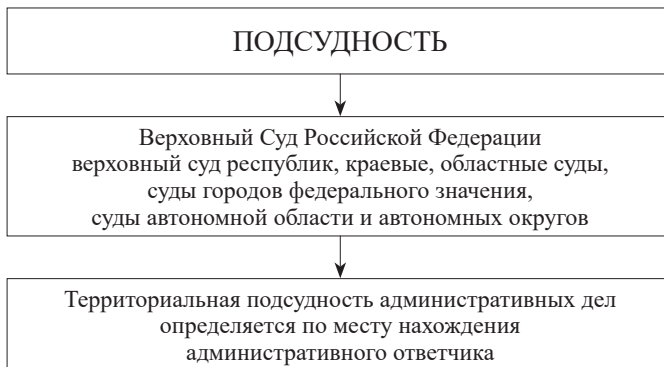 ПОДСУДНОСТЬ
Верховный Суд Российской Федерации
верховный суд республик, краевые, областные суды,
суды городов федерального значения,
суды автономной области и автономных округов
Территориальная подсудность административных дел
определяется по месту нахождения
административного ответчика